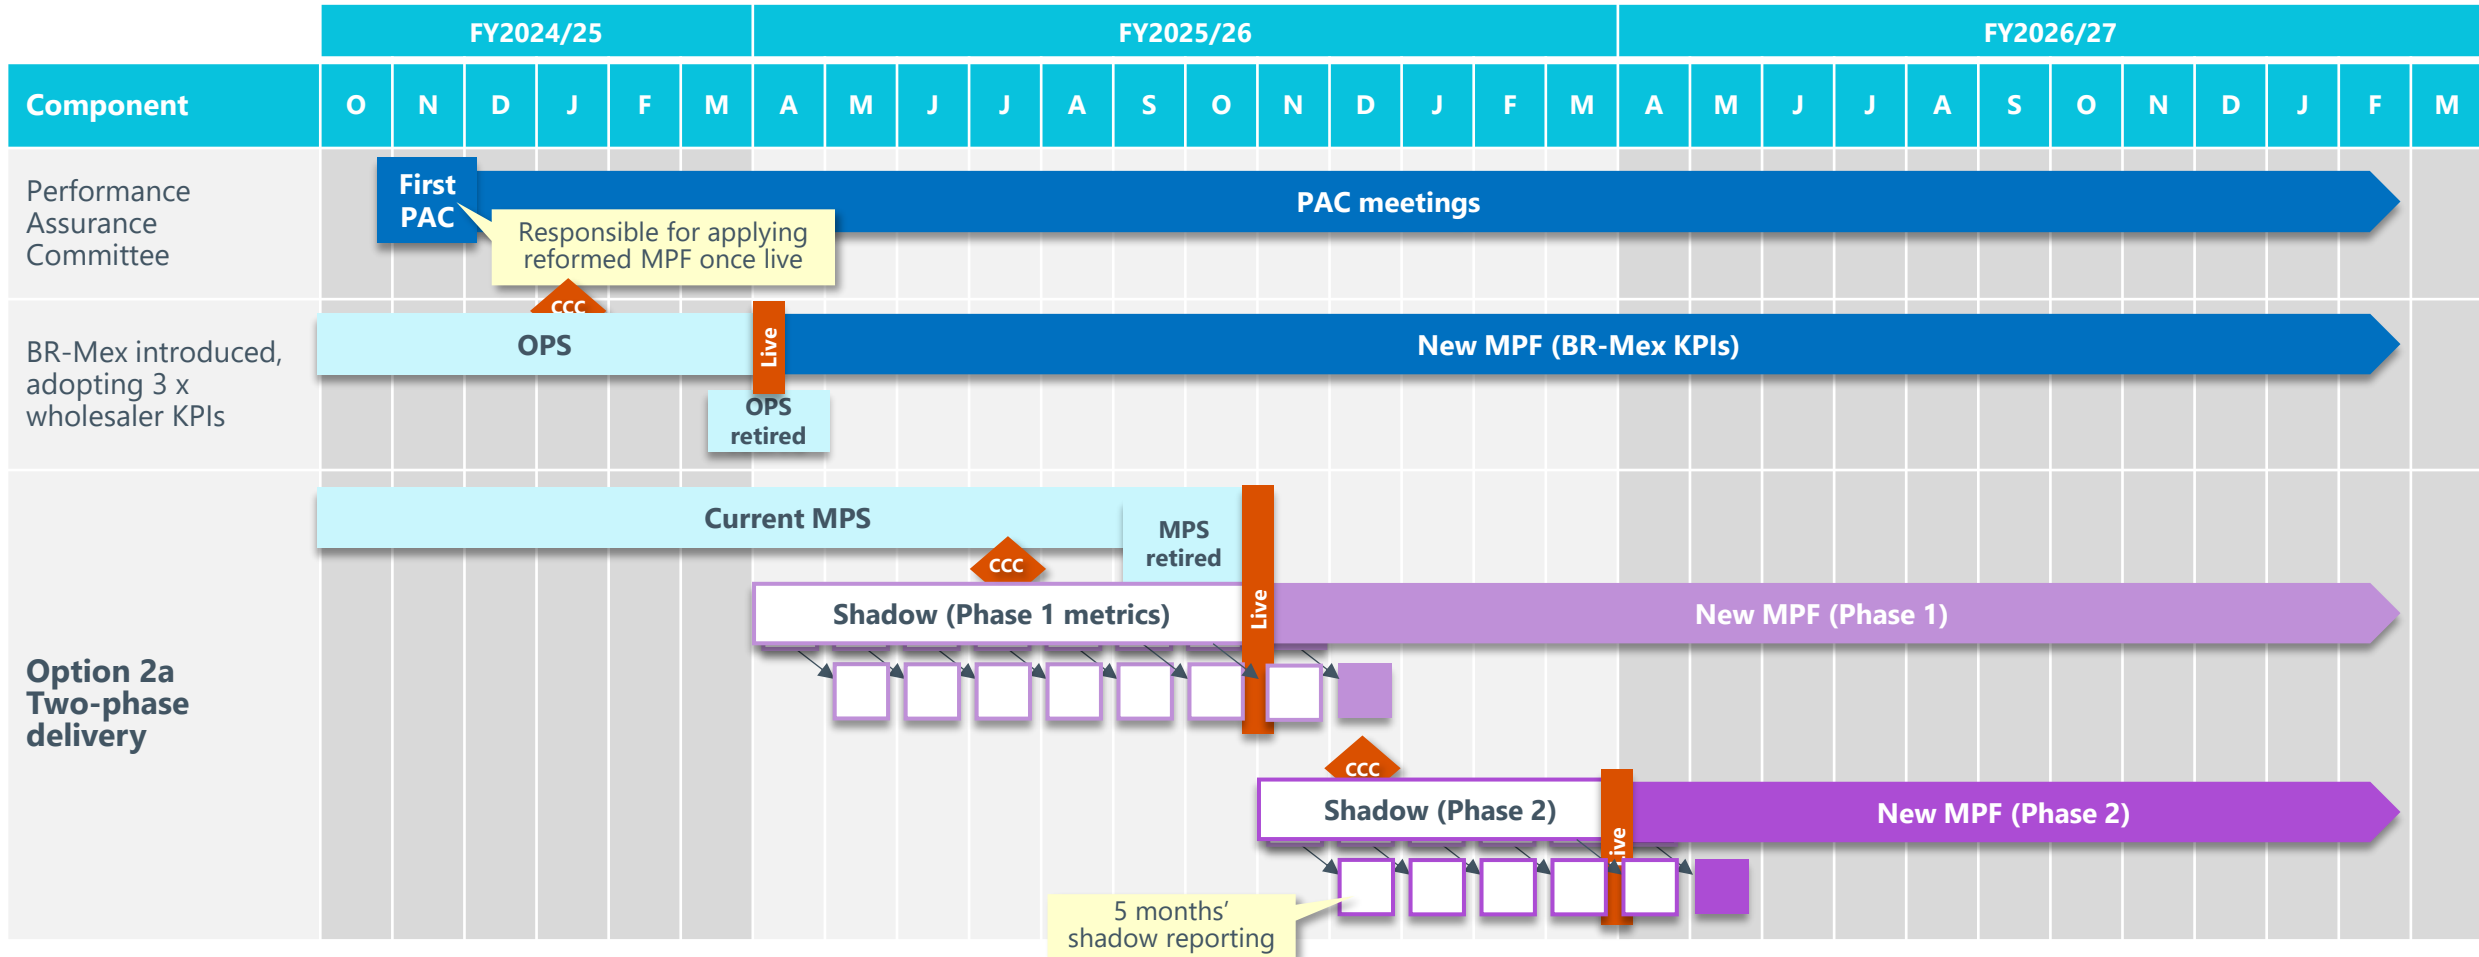 FY2024/25
FY2025/26
FY2026/27
Component
O N D J F M A M J J A S O N D J F M A M J J A S O N D J F M
Performance
Assurance
Committee
First
PAC
PAC meetings
Responsible for applying
reformed MPF once live
CCC
BR-Mex introduced,
adopting 3 x
wholesaler KPIs
OPS
Live
New MPF (BR-Mex KPIs)
OPS
retired
Option 2a
Two-phase
delivery
Current MPS
MPS
retired
CCC
Shadow (Phase 1 metrics)
Live
New MPF (Phase 1)
CCC
Shadow (Phase 2)
Live
New MPF (Phase 2)
5 months’
shadow reporting